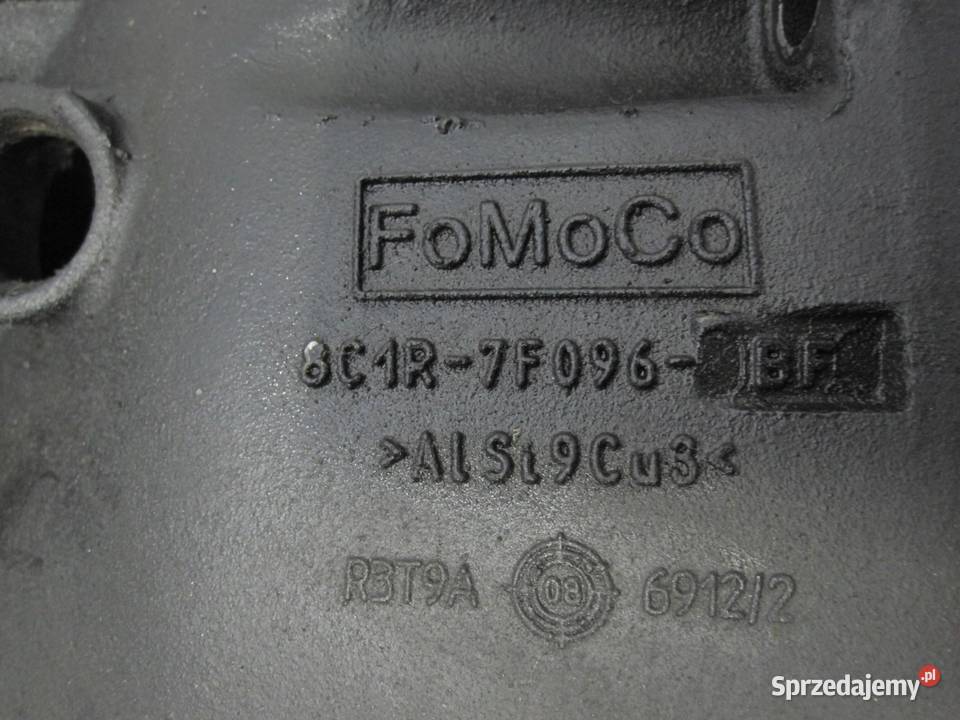 FoMoCo
8C1R-7F096-BF
>AlSi9Cu3<
R3T9A 08 6912/2
Sprzedajemy.pl